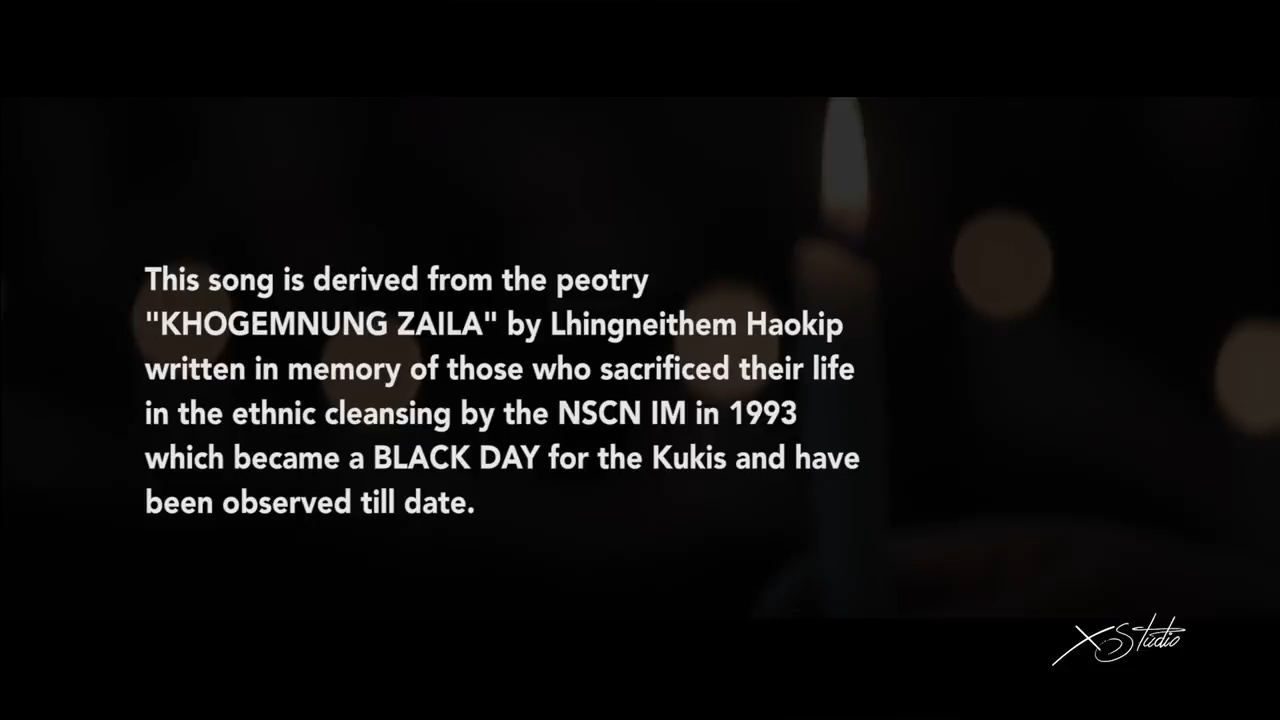 This song is derived from the peotry
"KHOGEMNUNG ZAILA" by Lhingneithem Haokip
written in memory of those who sacrificed their life
in the ethnic cleansing by the NSCN IM in 1993
which became a BLACK DAY for the Kukis and have
been observed till date.
XStudio